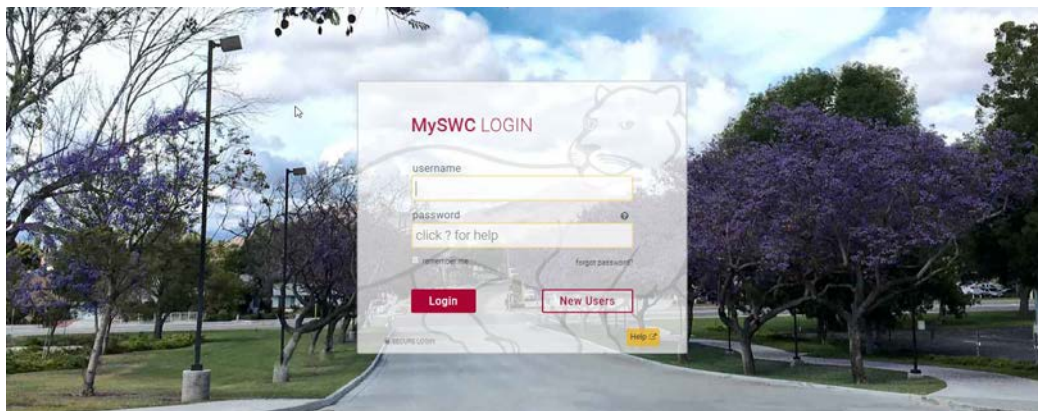 MySWC LOGIN
username
password
click ? for help
remember me
forgot password?
Login
New Users
SECURE LOGIN
Help